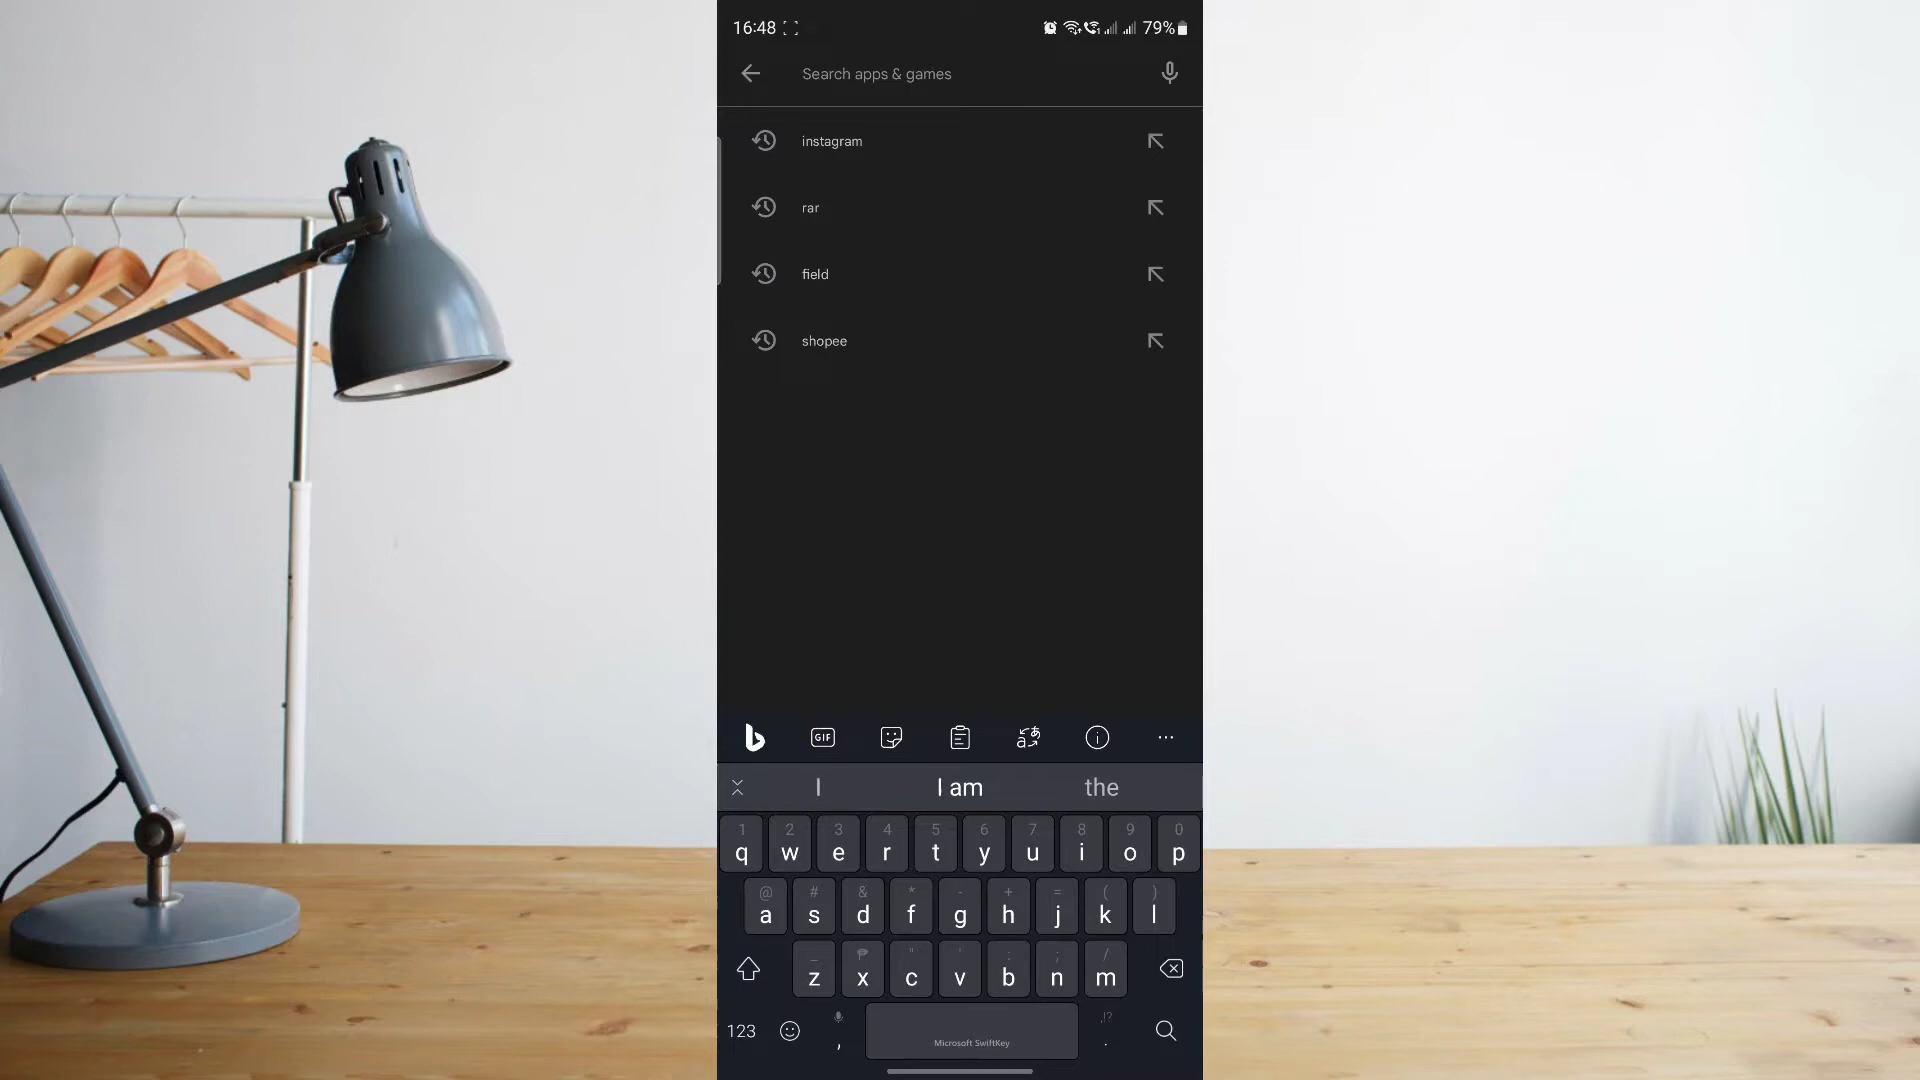 16:48 79%
Search apps & games
instagram
rar
field
shopee
GIF
I I am the
1 2 3 4 5 6 7 8 9 0
q w e r t y u i o p
@ # & * - + = ( )
a s d f g h j k l
_ ₱ " ' : ; /
z x c v b n m
123 , Microsoft SwiftKey ,!? .